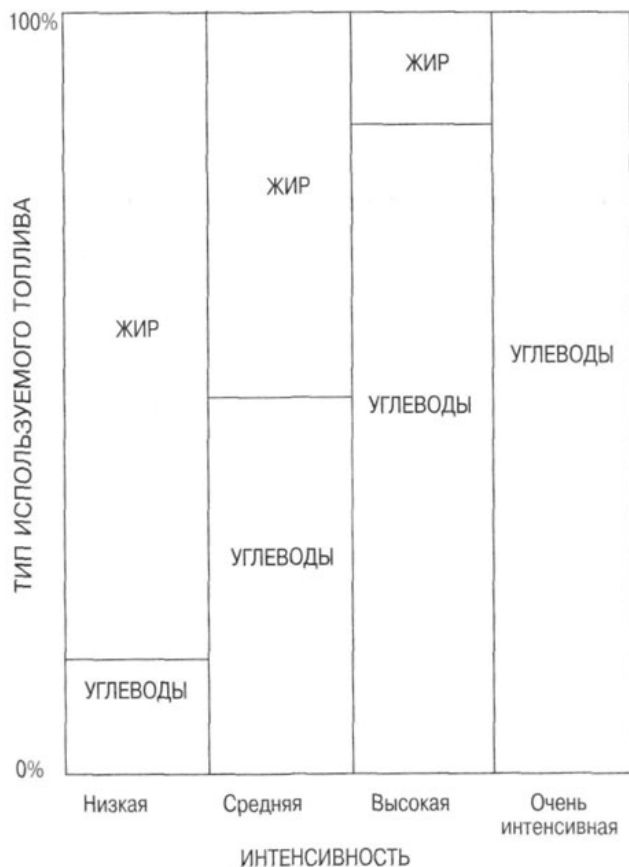 100%
ЖИР
ЖИР
ЖИР
УГЛЕВОДЫ
УГЛЕВОДЫ
УГЛЕВОДЫ
УГЛЕВОДЫ
0%
ТИП ИСПОЛЬЗУЕМОГО ТОПЛИВА
Низкая
Средняя
Высокая
Очень
интенсивная
ИНТЕНСИВНОСТЬ